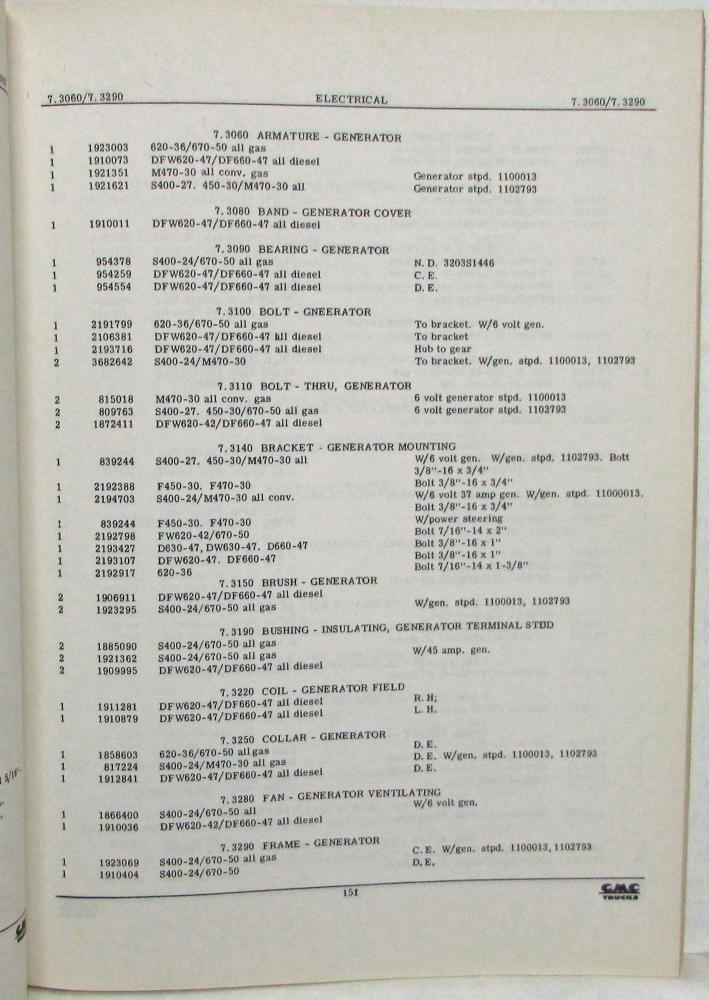 7.3060/7.3290 ELECTRICAL 7.3060/7.3290
7.3060 ARMATURE - GENERATOR
1 1923003 620-36/670-50 all gas
1 1910073 DFW620-47/DF660-47 all diesel
1 1921351 M470-30 all conv. gas Generator stpd. 1100013
1 1921621 S400-27. 450-30/M470-30 all Generator stpd. 1102793
7.3080 BAND - GENERATOR COVER
1 1910011 DFW620-47/DF660-47 all diesel
7.3090 BEARING - GENERATOR
1 954378 S400-24/670-50 all gas N. D. 3203S1446
1 954259 DFW620-47/DF660-47 all diesel C. E.
1 954554 DFW620-47/DF660-47 all diesel D. E.
7.3100 BOLT - GNEERATOR
1 2191799 620-36/670-50 all gas To bracket. W/6 volt gen.
1 2106381 DFW620-47/DF660-47 all diesel To bracket
1 2193716 DFW620-47/DF660-47 all diesel Hub to gear
2 3682642 S400-24/M470-30 To bracket. W/gen. stpd. 1100013, 1102793
7.3110 BOLT - THRU, GENERATOR
2 815018 M470-30 all conv. gas 6 volt generator stpd. 1100013
2 809763 S400-27. 450-30/670-50 all gas 6 volt generator stpd. 1102793
2 1872411 DFW620-42/DF660-47 all diesel
7.3140 BRACKET - GENERATOR MOUNTING
1 839244 S400-27. 450-30/M470-30 all W/6 volt gen. W/gen. stpd. 1102793. Bolt
3/8"-16 x 3/4"
1 2192388 F450-30. F470-30 Bolt 3/8"-16 x 3/4"
1 2194703 S400-24/M470-30 all conv. W/6 volt 37 amp gen. W/gen. stpd. 11000013.
Bolt 3/8"-16 x 3/4"
1 839244 F450-30. F470-30 W/power steering
1 2192798 FW620-42/670-50 Bolt 7/16"-14 x 2"
1 2193427 D630-47, DW630-47. D660-47 Bolt 3/8"-16 x 1"
1 2193107 DFW620-47. DF660-47 Bolt 3/8"-16 x 1"
1 2192917 620-36 Bolt 7/16"-14 x 1-3/8"
7.3150 BRUSH - GENERATOR
2 1906911 DFW620-47/DF660-47 all diesel
2 1923295 S400-24/670-50 all gas W/gen. stpd. 1100013, 1102793
7.3190 BUSHING - INSULATING, GENERATOR TERMINAL STUD
2 1885090 S400-24/670-50 all gas
2 1921362 S400-24/670-50 all gas W/45 amp. gen.
2 1909995 DFW620-47/DF660-47 all diesel
7.3220 COIL - GENERATOR FIELD
1 1911281 DFW620-47/DF660-47 all diesel R. H;
1 1910879 DFW620-47/DF660-47 all diesel L. H.
7.3250 COLLAR - GENERATOR
1 1858603 620-36/670-50 all gas D. E.
1 817224 S400-24/M470-30 all gas D. E. W/gen. stpd. 1100013, 1102793
1 1912841 DFW620-47/DF660-47 all diesel D. E.
7.3280 FAN - GENERATOR VENTILATING
1 1866400 S400-24/670-50 all W/6 volt gen.
1 1910036 DFW620-42/DF660-47 all diesel
7.3290 FRAME - GENERATOR
1 1923069 S400-24/670-50 all gas C. E. W/gen. stpd. 1100013, 1102793
1 1910404 S400-24/670-50 D. E.
151
GMC
TRUCKS